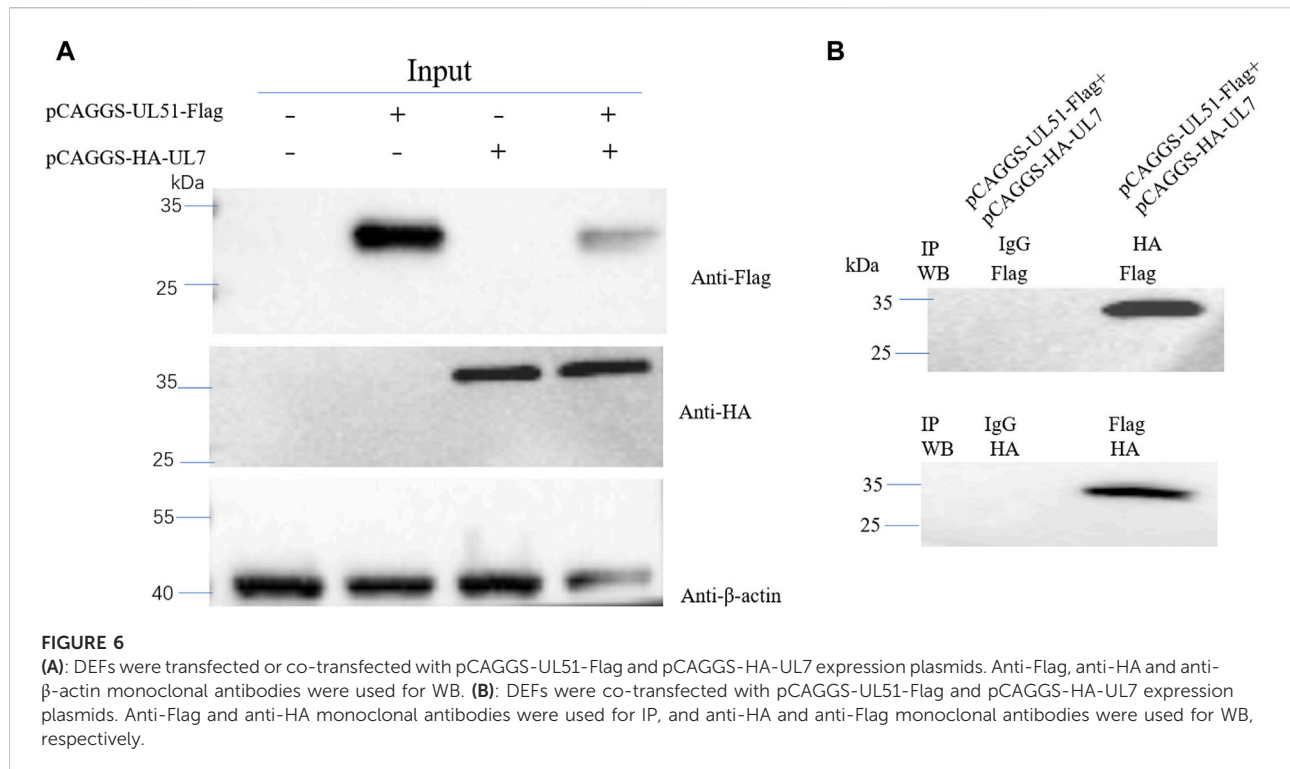 A
Input
pCAGGS-UL51-Flag - + - +
pCAGGS-HA-UL7 - - + +
kDa
35
25
Anti-Flag
35
25
Anti-HA
55
40
Anti-β-actin
B
pCAGGS-UL51-Flag+
pCAGGS-HA-UL7
pCAGGS-UL51-Flag+
pCAGGS-HA-UL7
IP IgG HA
kDa WB Flag Flag
35
25
IP IgG Flag
WB HA HA
35
25
FIGURE 6
(A): DEFs were transfected or co-transfected with pCAGGS-UL51-Flag and pCAGGS-HA-UL7 expression plasmids. Anti-Flag, anti-HA and anti-
β-actin monoclonal antibodies were used for WB. (B): DEFs were co-transfected with pCAGGS-UL51-Flag and pCAGGS-HA-UL7 expression
plasmids. Anti-Flag and anti-HA monoclonal antibodies were used for IP, and anti-HA and anti-Flag monoclonal antibodies were used for WB,
respectively.